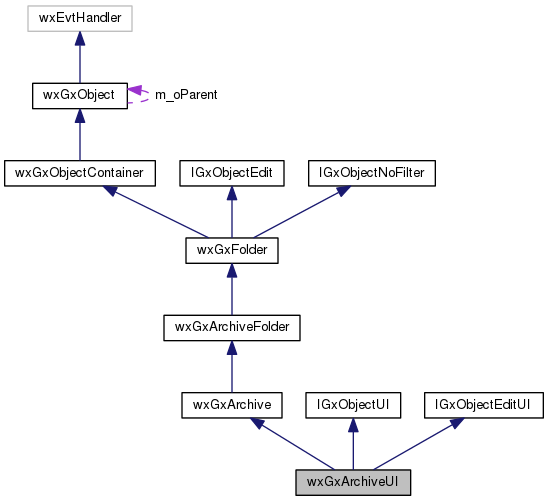 wxEvtHandler
wxGxObject
m_oParent
wxGxObjectContainer
IGxObjectEdit
IGxObjectNoFilter
wxGxFolder
wxGxArchiveFolder
wxGxArchive
IGxObjectUI
IGxObjectEditUI
wxGxArchiveUI